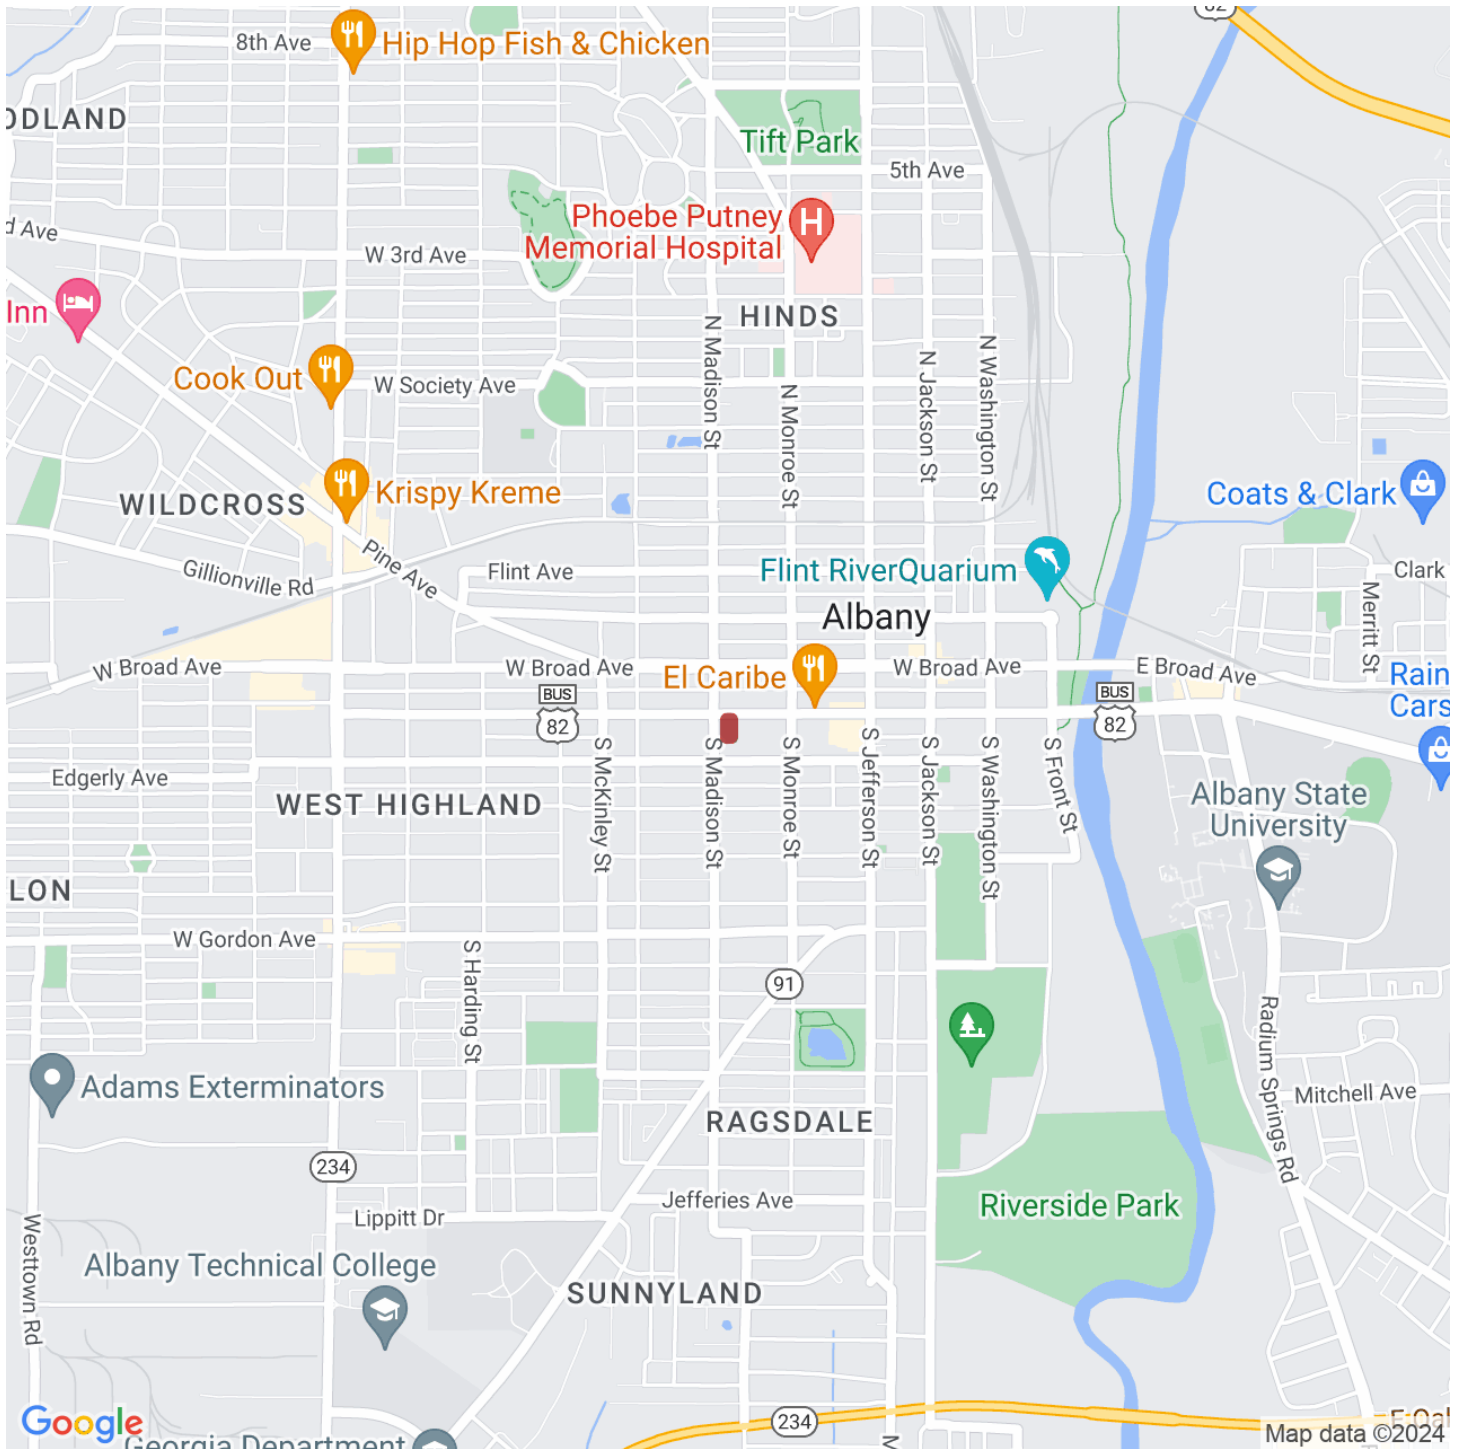 82
8th Ave
Hip Hop Fish & Chicken
ODLAND
Tift Park
5th Ave
Phoebe Putney
Memorial Hospital
H
d Ave
W 3rd Ave
Inn
HINDS
N Madison St
N Monroe St
N Jackson St
N Washington St
Cook Out
W Society Ave
WILDCROSS
Krispy Kreme
Coats & Clark
Pine Ave
Gillionville Rd
Flint Ave
Flint RiverQuarium
Clark
Merritt St
Albany
W Broad Ave
W Broad Ave
El Caribe
W Broad Ave
E Broad Ave
Rain
Cars
BUS
82
BUS
82
S McKinley St
S Madison St
S Monroe St
S Jefferson St
S Jackson St
S Washington St
S Front St
Edgerly Ave
WEST HIGHLAND
Albany State
University
LON
W Gordon Ave
S Harding St
91
Radium Springs Rd
Adams Exterminators
Mitchell Ave
RAGSDALE
234
Jefferies Ave
Riverside Park
Lippitt Dr
Westtown Rd
Albany Technical College
SUNNYLAND
234
M
Google
Georgia Department
E Oa
Map data ©2024